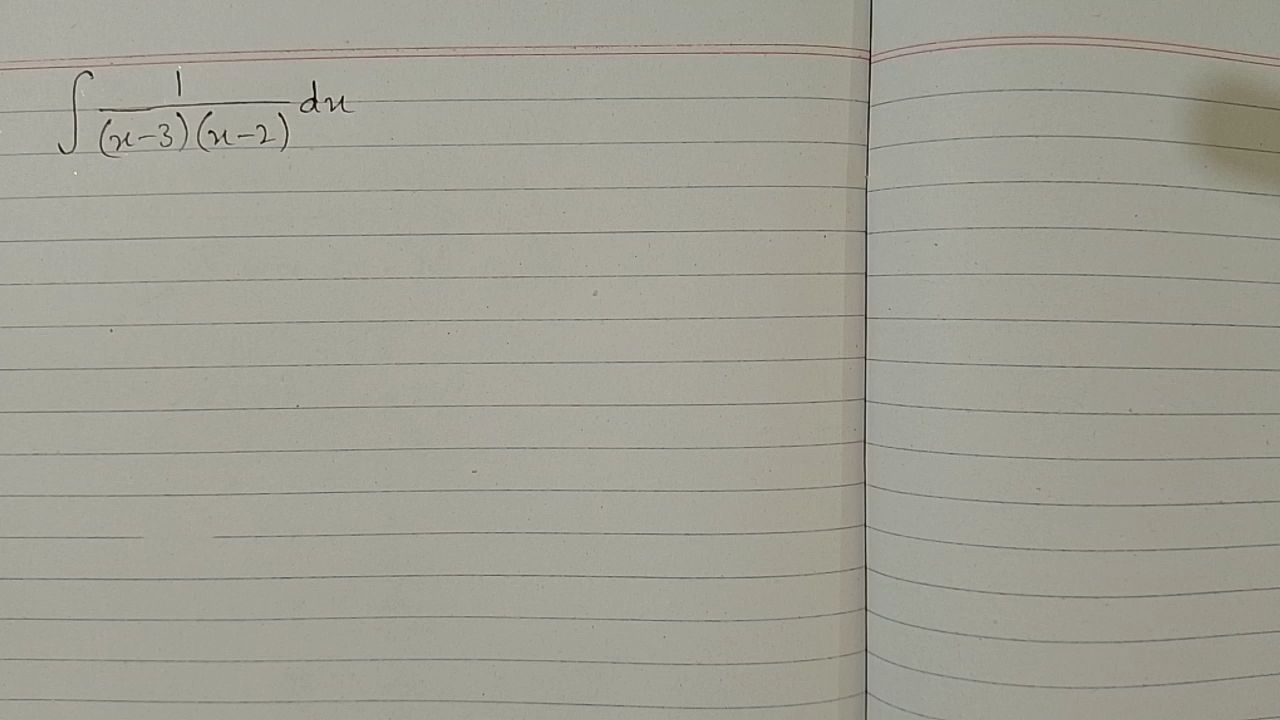 ∫ 1/((x-3)(x-2)) dx